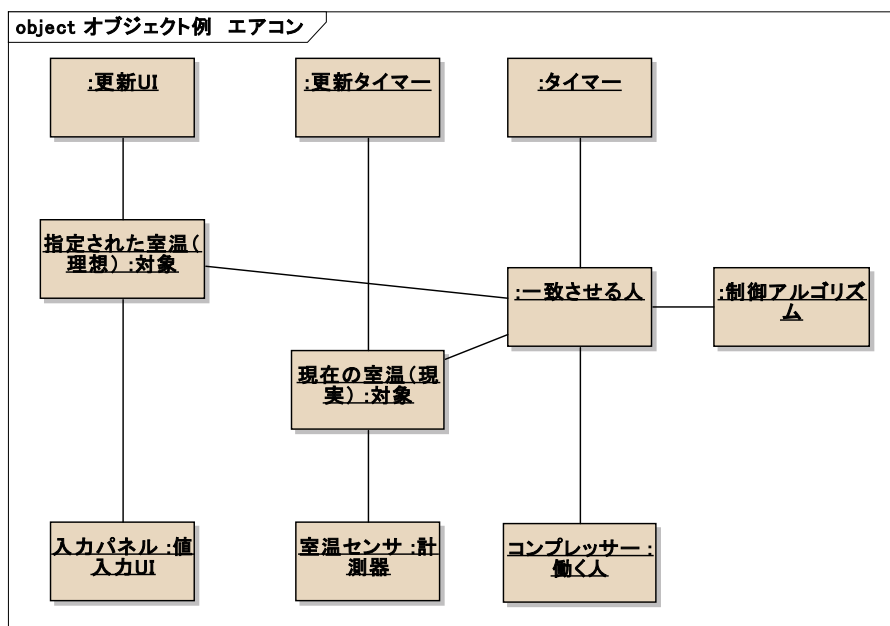 object オブジェクト例　エアコン
:更新UI
:更新タイマー
:タイマー
指定された室温(
理想) :対象
:一致させる人
:制御アルゴリズ
ム
現在の室温(現
実) :対象
入力パネル :値
入力UI
室温センサ :計
測器
コンプレッサー :
働く人